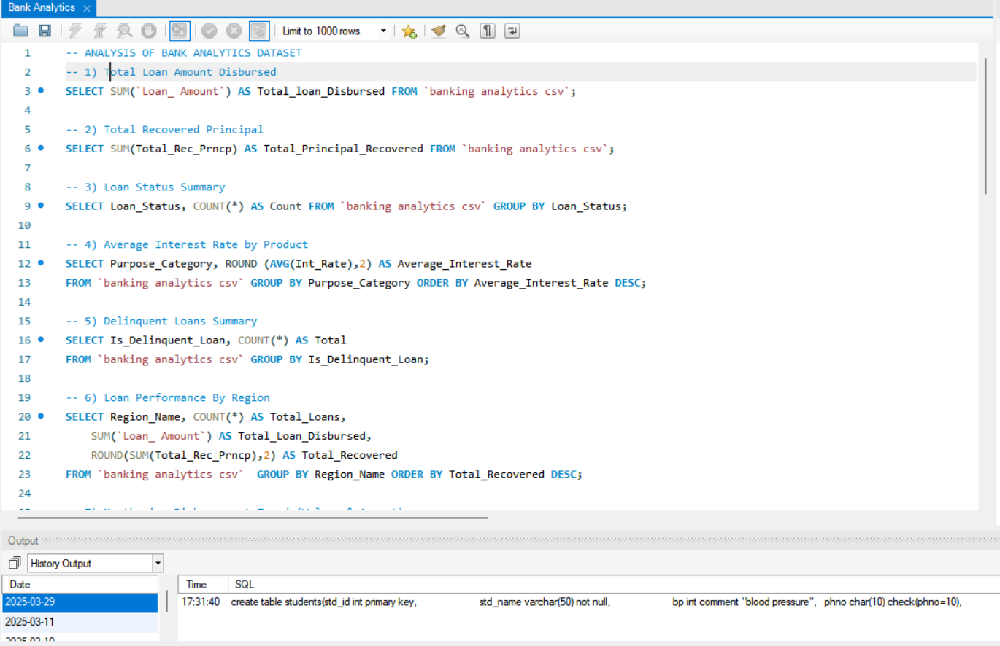 Bank Analytics ×
Limit to 1000 rows
1 -- ANALYSIS OF BANK ANALYTICS DATASET
2 -- 1) Total Loan Amount Disbursed
3 SELECT SUM(`Loan_ Amount`) AS Total_loan_Disbursed FROM `banking analytics csv`;
4
5 -- 2) Total Recovered Principal
6 SELECT SUM(Total_Rec_Prncp) AS Total_Principal_Recovered FROM `banking analytics csv`;
7
8 -- 3) Loan Status Summary
9 SELECT Loan_Status, COUNT(*) AS Count FROM `banking analytics csv` GROUP BY Loan_Status;
10
11 -- 4) Average Interest Rate by Product
12 SELECT Purpose_Category, ROUND (AVG(Int_Rate),2) AS Average_Interest_Rate
13 FROM `banking analytics csv` GROUP BY Purpose_Category ORDER BY Average_Interest_Rate DESC;
14
15 -- 5) Delinquent Loans Summary
16 SELECT Is_Delinquent_Loan, COUNT(*) AS Total
17 FROM `banking analytics csv` GROUP BY Is_Delinquent_Loan;
18
19 -- 6) Loan Performance By Region
20 SELECT Region_Name, COUNT(*) AS Total_Loans,
21 SUM(`Loan_ Amount`) AS Total_Loan_Disbursed,
22 ROUND(SUM(Total_Rec_Prncp),2) AS Total_Recovered
23 FROM `banking analytics csv`  GROUP BY Region_Name ORDER BY Total_Recovered DESC;
24
Output
History Output
Date Time SQL
2025-03-29 17:31:40 create table students(std_id int primary key, std_name varchar(50) not null, bp int comment "blood pressure", phno char(10) check(phno=10),
2025-03-11
2025-03-10